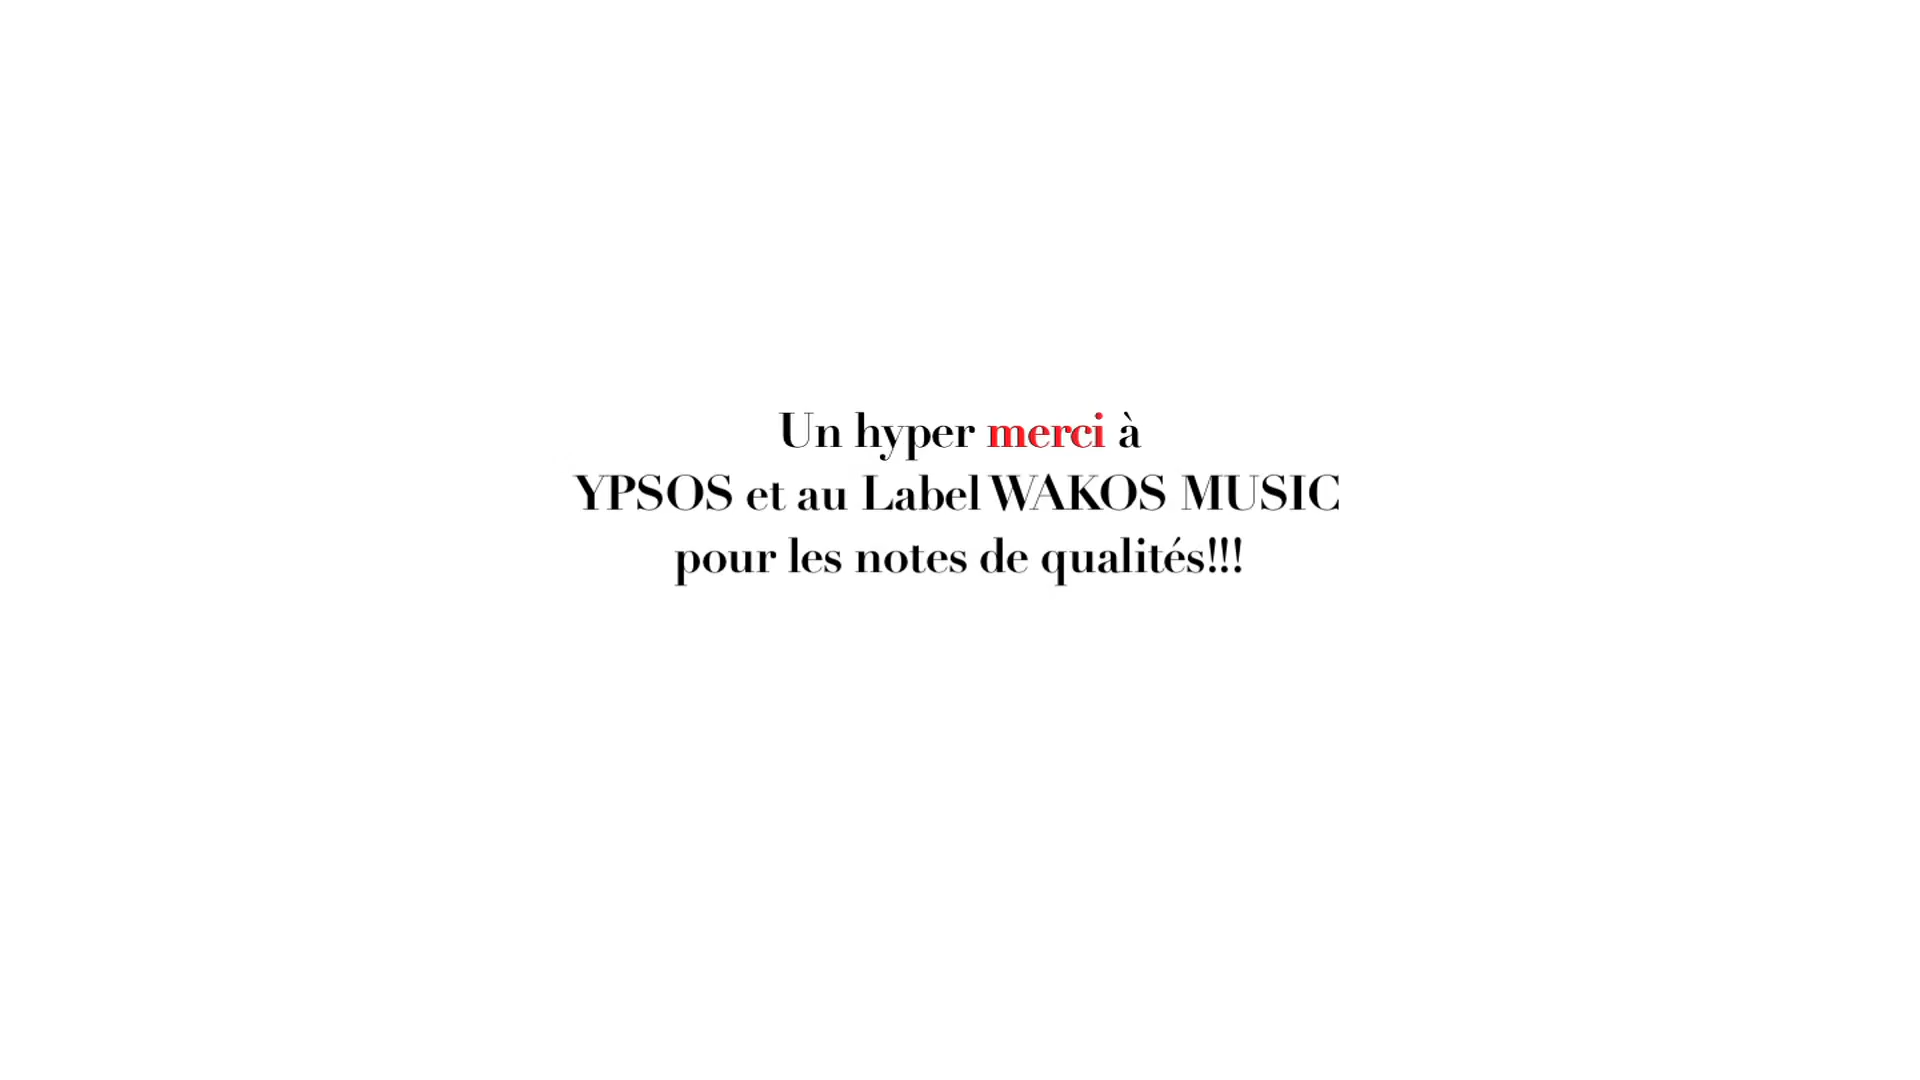 Un hyper merci à
YPSOS et au Label WAKOS MUSIC
pour les notes de qualités!!!